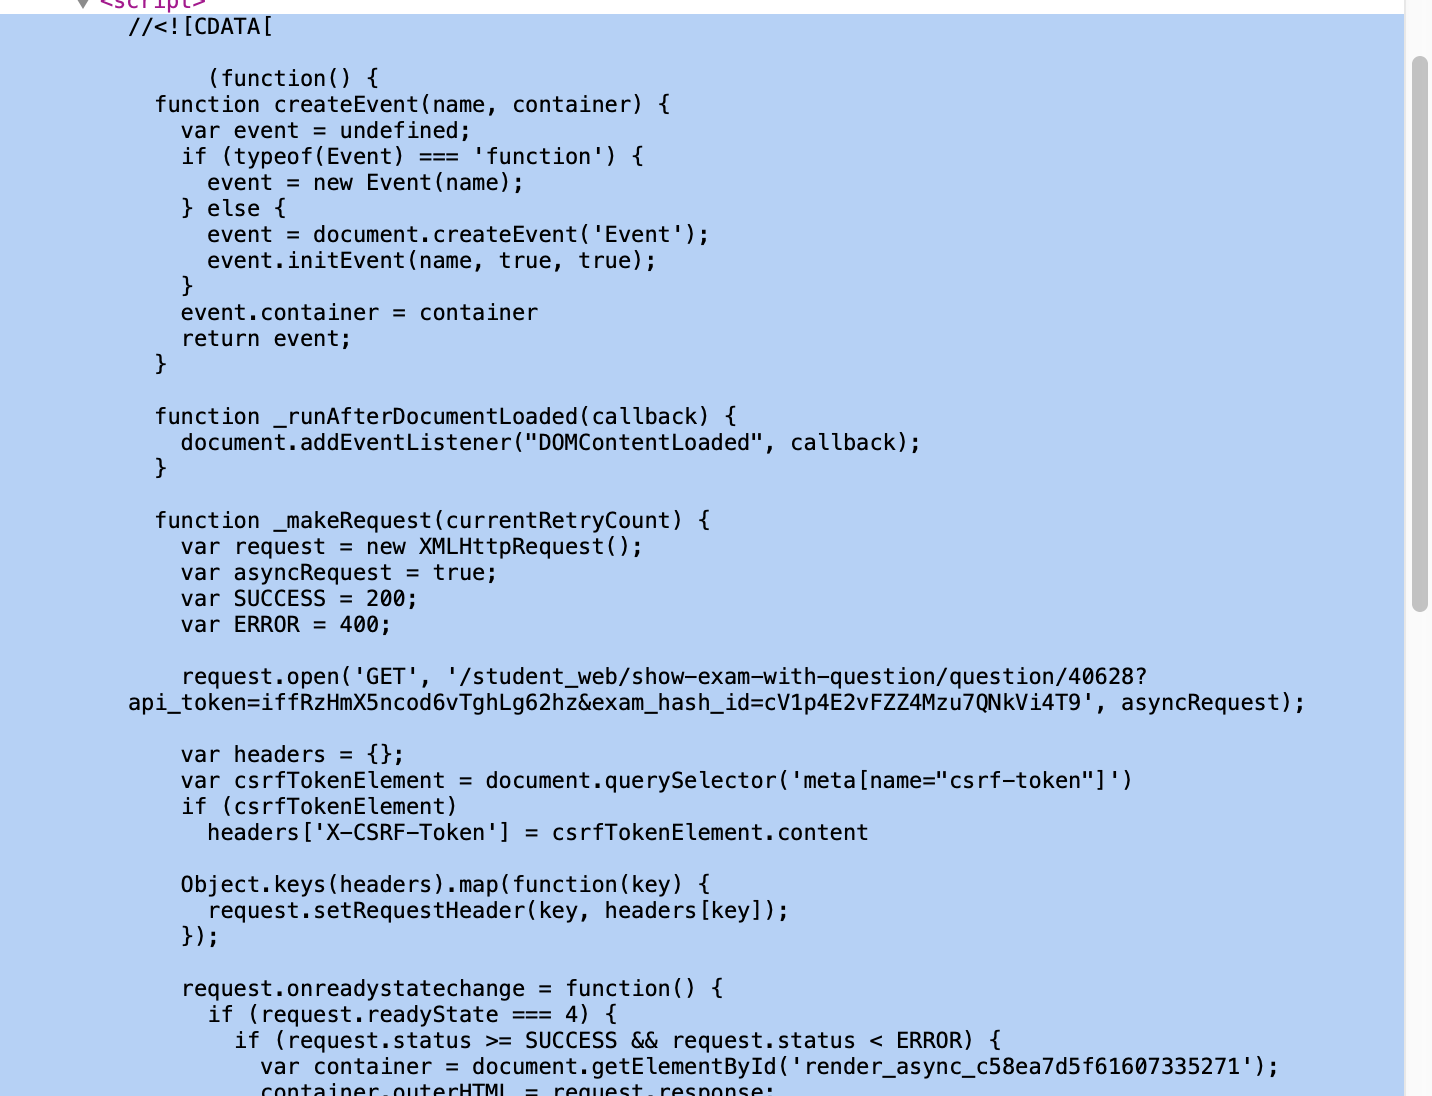 ▼ <script>
//<![CDATA[
(function() {
function createEvent(name, container) {
var event = undefined;
if (typeof(Event) === 'function') {
event = new Event(name);
} else {
event = document.createEvent('Event');
event.initEvent(name, true, true);
}
event.container = container
return event;
}
function _runAfterDocumentLoaded(callback) {
document.addEventListener("DOMContentLoaded", callback);
}
function _makeRequest(currentRetryCount) {
var request = new XMLHttpRequest();
var asyncRequest = true;
var SUCCESS = 200;
var ERROR = 400;
request.open('GET', '/student_web/show-exam-with-question/question/40628?
api_token=iffRzHmX5ncod6vTghLg62hz&exam_hash_id=cV1p4E2vFZZ4Mzu7QNkVi4T9', asyncRequest);
var headers = {};
var csrfTokenElement = document.querySelector('meta[name="csrf-token"]')
if (csrfTokenElement)
headers['X-CSRF-Token'] = csrfTokenElement.content
Object.keys(headers).map(function(key) {
request.setRequestHeader(key, headers[key]);
});
request.onreadystatechange = function() {
if (request.readyState === 4) {
if (request.status >= SUCCESS && request.status < ERROR) {
var container = document.getElementById('render_async_c58ea7d5f61607335271');
container.outerHTML = request.response;